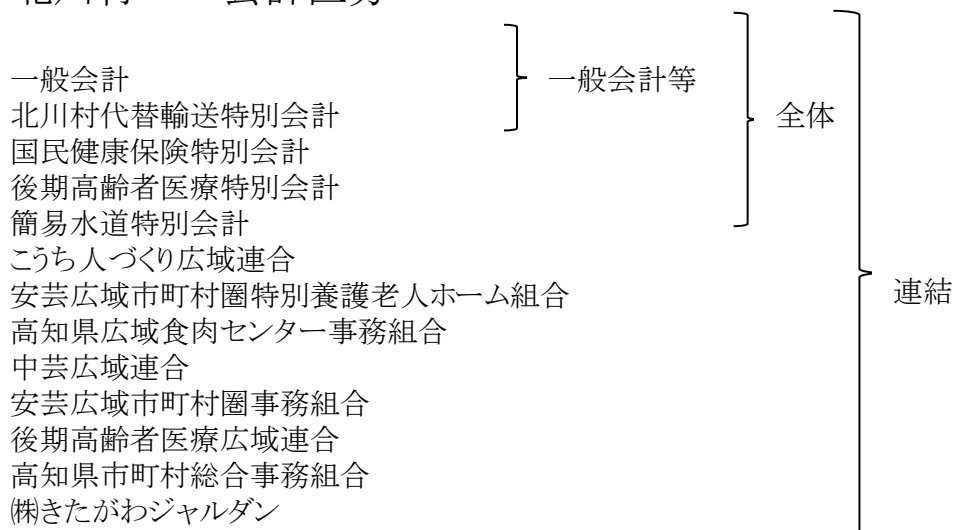 一般会計
一般会計等
北川村代替輸送特別会計
全体
国民健康保険特別会計
後期高齢者医療特別会計
簡易水道特別会計
こうち人づくり広域連合
安芸広域市町村圏特別養護老人ホーム組合
連結
高知県広域食肉センター事務組合
中芸広域連合
安芸広域市町村圏事務組合
後期高齢者医療広域連合
高知県市町村総合事務組合
㈱きたがわジャルダン